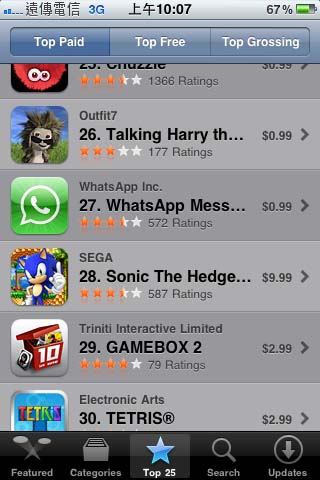 遠傳電信 3G 上午10:07 67%
Top Paid Top Free Top Grossing
25. Chuzzle $0.99
1366 Ratings
Outfit7
26. Talking Harry th... $0.99
177 Ratings
WhatsApp Inc.
27. WhatsApp Mess... $0.99
572 Ratings
SEGA
28. Sonic The Hedge... $9.99
587 Ratings
Triniti Interactive Limited
10
29. GAMEBOX 2 $2.99
79 Ratings
Electronic Arts
TETRIS
30. TETRIS® $2.99
Featured Categories Top 25 Search Updates